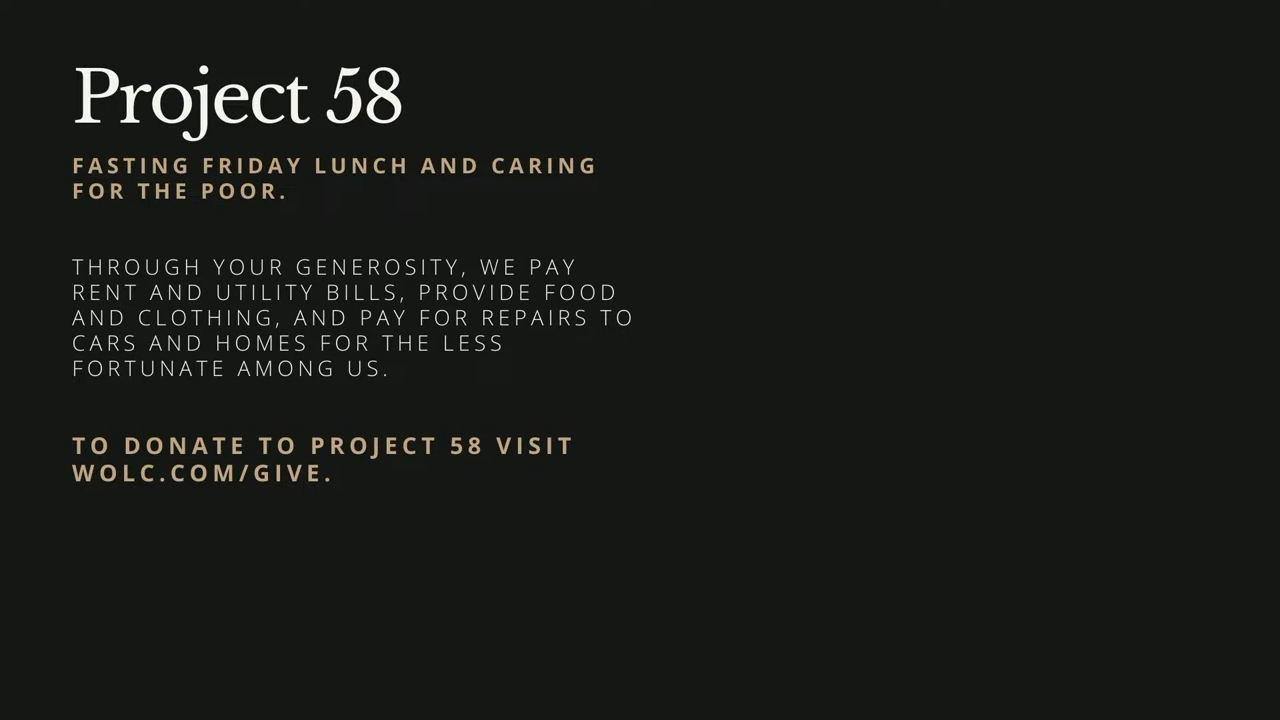 Project 58
FASTING FRIDAY LUNCH AND CARING
FOR THE POOR.
THROUGH YOUR GENEROSITY, WE PAY
RENT AND UTILITY BILLS, PROVIDE FOOD
AND CLOTHING, AND PAY FOR REPAIRS TO
CARS AND HOMES FOR THE LESS
FORTUNATE AMONG US.
TO DONATE TO PROJECT 58 VISIT
WOLC.COM/GIVE.